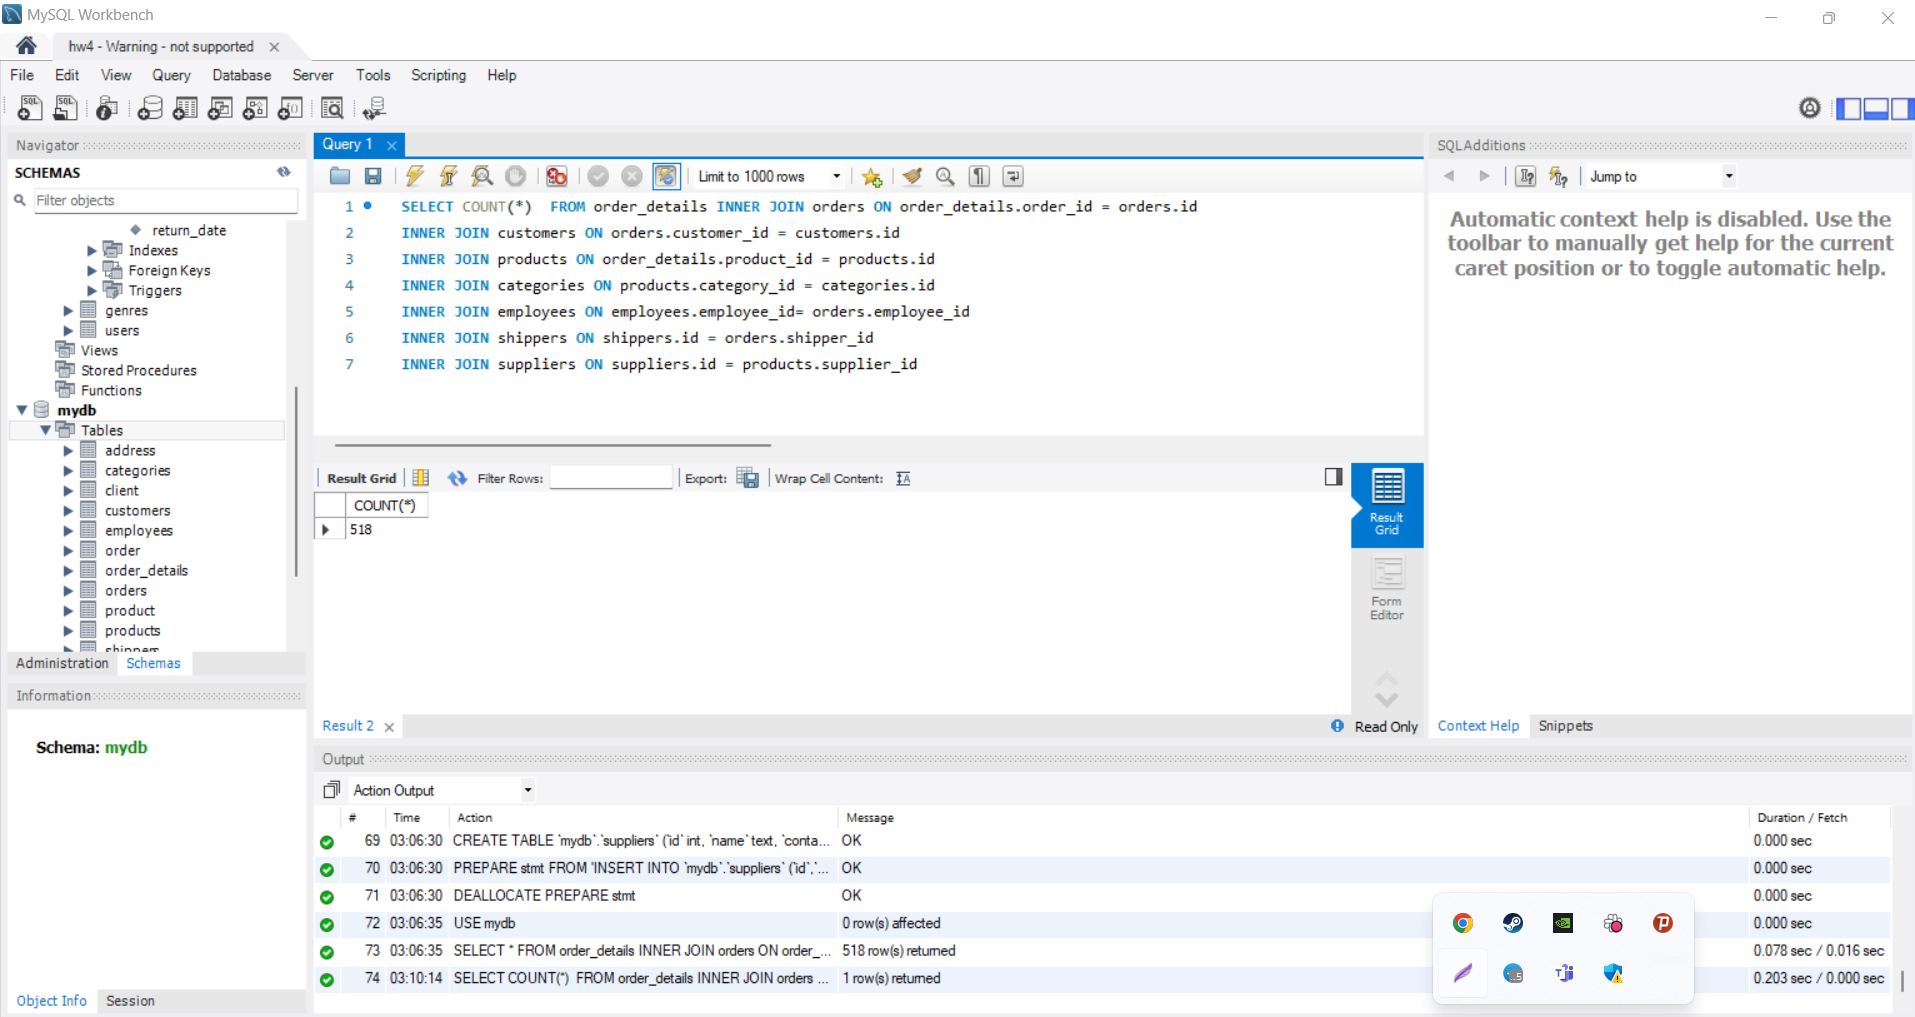 MySQL Workbench
hw4 - Warning - not supported
File Edit View Query Database Server Tools Scripting Help
Navigator
SCHEMAS
Filter objects
return_date
Indexes
Foreign Keys
Triggers
genres
users
Views
Stored Procedures
Functions
mydb
Tables
address
categories
client
customers
employees
order
order_details
orders
product
products
shippers
Administration Schemas
Information
Schema: mydb
Object Info Session
Query 1
Limit to 1000 rows
1 SELECT COUNT(*)  FROM order_details INNER JOIN orders ON order_details.order_id = orders.id
2 INNER JOIN customers ON orders.customer_id = customers.id
3 INNER JOIN products ON order_details.product_id = products.id
4 INNER JOIN categories ON products.category_id = categories.id
5 INNER JOIN employees ON employees.employee_id= orders.employee_id
6 INNER JOIN shippers ON shippers.id = orders.shipper_id
7 INNER JOIN suppliers ON suppliers.id = products.supplier_id
Result Grid Filter Rows: Export: Wrap Cell Content:
COUNT(*)
518
Result Grid
Form Editor
Result 2
Read Only
SQLAdditions
Jump to
Automatic context help is disabled. Use the
toolbar to manually get help for the current
caret position or to toggle automatic help.
Context Help Snippets
Output
Action Output
# Time Action Message Duration / Fetch
69 03:06:30 CREATE TABLE `mydb`.`suppliers` (`id` int, `name` text, `conta... OK 0.000 sec
70 03:06:30 PREPARE stmt FROM 'INSERT INTO `mydb`.`suppliers` (`id`,`... OK 0.000 sec
71 03:06:30 DEALLOCATE PREPARE stmt OK 0.000 sec
72 03:06:35 USE mydb 0 row(s) affected 0.000 sec
73 03:06:35 SELECT * FROM order_details INNER JOIN orders ON order_... 518 row(s) returned 0.078 sec / 0.016 sec
74 03:10:14 SELECT COUNT(*)  FROM order_details INNER JOIN orders ... 1 row(s) returned 0.203 sec / 0.000 sec